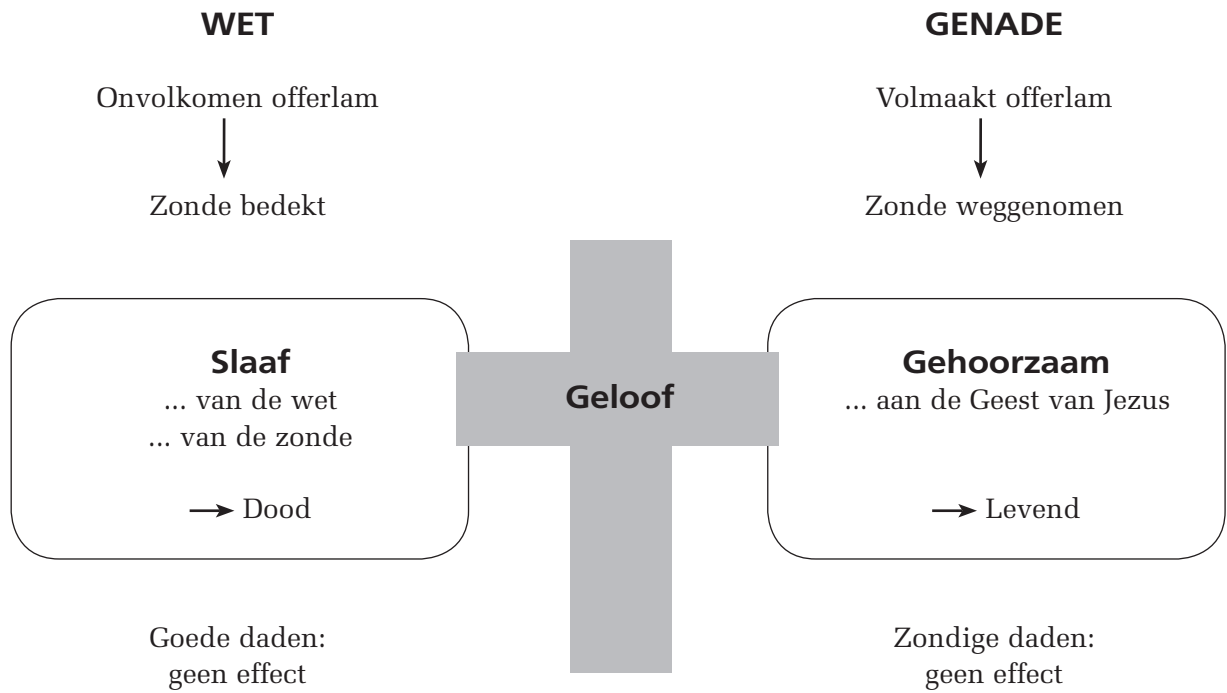 WET
Onvolkomen offerlam
Zonde bedekt
Slaaf
... van de wet
... van de zonde
Dood
Goede daden:
geen effect
Geloof
GENADE
Volmaakt offerlam
Zonde weggenomen
Gehoorzaam
... aan de Geest van Jezus
Levend
Zondige daden:
geen effect